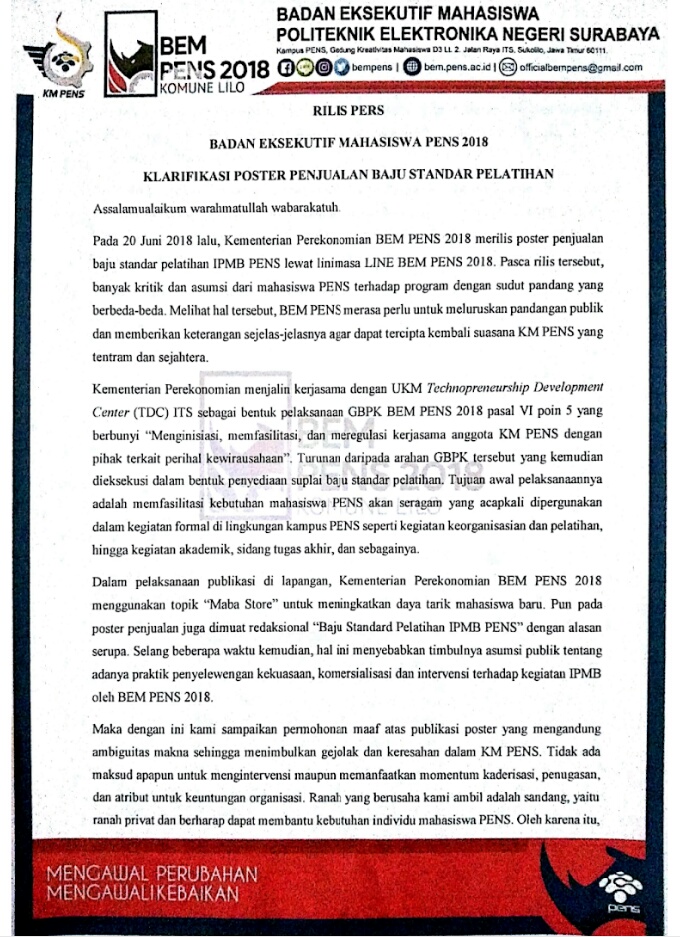 BADAN EKSEKUTIF MAHASISWA
POLITEKNIK ELEKTRONIKA NEGERI SURABAYA
Kampus PENS, Gedung Kreativitas Mahasiswa D3 Lt. 2. Jalan Raya ITS, Sukolilo, Jawa Timur 60111.
bempens | bem.pens.ac.id | officialbempens@gmail.com
KM PENS
BEM
PENS 2018
KOMUNE LILO
RILIS PERS
BADAN EKSEKUTIF MAHASISWA PENS 2018
KLARIFIKASI POSTER PENJUALAN BAJU STANDAR PELATIHAN
Assalamualaikum warahmatullah wabarakatuh.
Pada 20 Juni 2018 lalu, Kementerian Perekonomian BEM PENS 2018 merilis poster penjualan
baju standar pelatihan IPMB PENS lewat linimasa LINE BEM PENS 2018. Pasca rilis tersebut,
banyak kritik dan asumsi dari mahasiswa PENS terhadap program dengan sudut pandang yang
berbeda-beda. Melihat hal tersebut, BEM PENS merasa perlu untuk meluruskan pandangan publik
dan memberikan keterangan sejelas-jelasnya agar dapat tercipta kembali suasana KM PENS yang
tentram dan sejahtera.
Kementerian Perekonomian menjalin kerjasama dengan UKM Technopreneurship Development
Center (TDC) ITS sebagai bentuk pelaksanaan GBPK BEM PENS 2018 pasal VI poin 5 yang
berbunyi “Menginisiasi, memfasilitasi, dan meregulasi kerjasama anggota KM PENS dengan
pihak terkait perihal kewirausahaan”. Turunan daripada arahan GBPK tersebut yang kemudian
dieksekusi dalam bentuk penyediaan suplai baju standar pelatihan. Tujuan awal pelaksanaannya
adalah memfasilitasi kebutuhan mahasiswa PENS akan seragam yang acapkali dipergunakan
dalam kegiatan formal di lingkungan kampus PENS seperti kegiatan keorganisasian dan pelatihan,
hingga kegiatan akademik, sidang tugas akhir, dan sebagainya.
BEM
PENS 2018
KOMUNE LILO
Dalam pelaksanaan publikasi di lapangan, Kementerian Perekonomian BEM PENS 2018
menggunakan topik “Maba Store” untuk meningkatkan daya tarik mahasiswa baru. Pun pada
poster penjualan juga dimuat redaksional “Baju Standard Pelatihan IPMB PENS” dengan alasan
serupa. Selang beberapa waktu kemudian, hal ini menyebabkan timbulnya asumsi publik tentang
adanya praktik penyelewengan kekuasaan, komersialisasi dan intervensi terhadap kegiatan IPMB
oleh BEM PENS 2018.
Maka dengan ini kami sampaikan permohonan maaf atas publikasi poster yang mengandung
ambiguitas makna sehingga menimbulkan gejolak dan keresahan dalam KM PENS. Tidak ada
maksud apapun untuk mengintervensi maupun memanfaatkan momentum kaderisasi, penugasan,
dan atribut untuk keuntungan organisasi. Ranah yang berusaha kami ambil adalah sandang, yaitu
ranah privat dan berharap dapat membantu kebutuhan individu mahasiswa PENS. Oleh karena itu,
MENGAWAL PERUBAHAN
MENGAWALI KEBAIKAN
pens